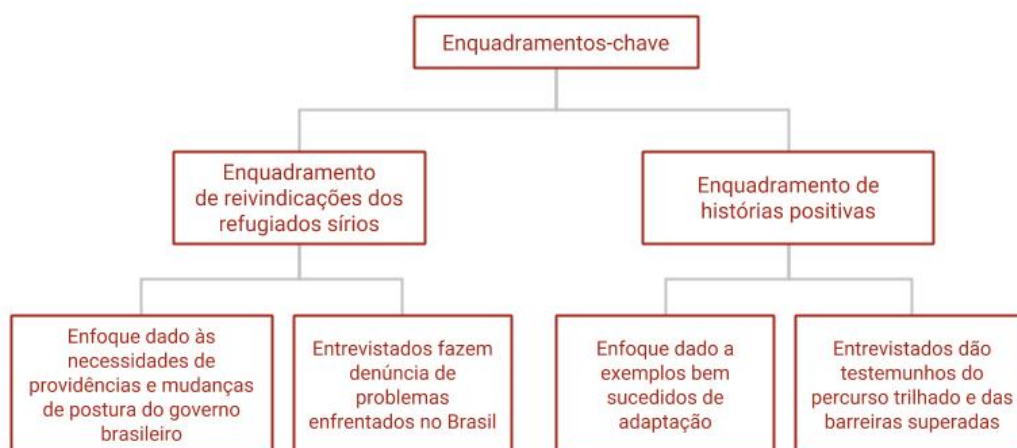 Enquadramentos-chave
Enquadramento
de reivindicações dos
refugiados sírios
Enquadramento de
histórias positivas
Enfoque dado às
necessidades de
providências e mudanças
de postura do governo
brasileiro
Entrevistados fazem
denúncia de
problemas
enfrentados no Brasil
Enfoque dado a
exemplos bem
sucedidos de
adaptação
Entrevistados dão
testemunhos do
percurso trilhado e das
barreiras superadas